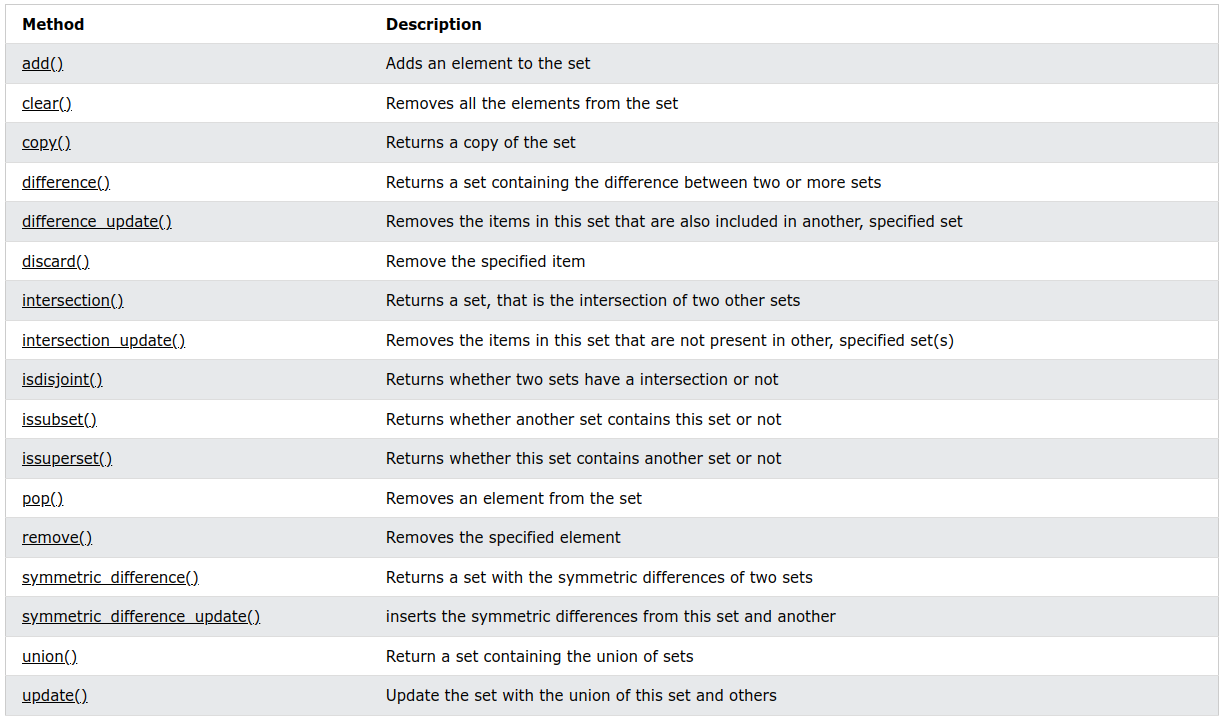 Method Description
add() Adds an element to the set
clear() Removes all the elements from the set
copy() Returns a copy of the set
difference() Returns a set containing the difference between two or more sets
difference_update() Removes the items in this set that are also included in another, specified set
discard() Remove the specified item
intersection() Returns a set, that is the intersection of two other sets
intersection_update() Removes the items in this set that are not present in other, specified set(s)
isdisjoint() Returns whether two sets have a intersection or not
issubset() Returns whether another set contains this set or not
issuperset() Returns whether this set contains another set or not
pop() Removes an element from the set
remove() Removes the specified element
symmetric_difference() Returns a set with the symmetric differences of two sets
symmetric_difference_update() inserts the symmetric differences from this set and another
union() Return a set containing the union of sets
update() Update the set with the union of this set and others